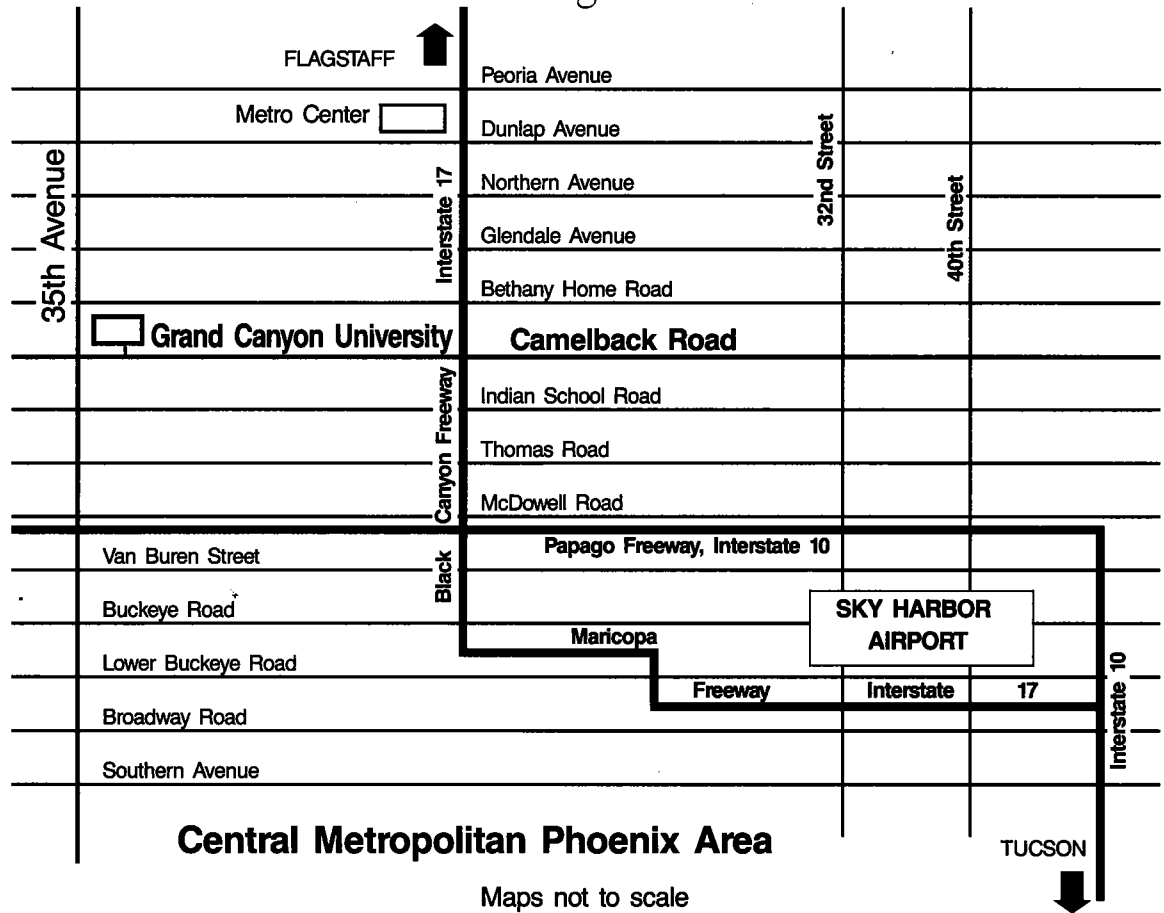 FLAGSTAFF
Peoria Avenue
Metro Center
Dunlap Avenue
35th Avenue
Interstate 17
32nd Street
Northern Avenue
40th Street
Glendale Avenue
Bethany Home Road
Grand Canyon University
Camelback Road
Black Canyon Freeway
Indian School Road
Thomas Road
McDowell Road
Papago Freeway, Interstate 10
Van Buren Street
Buckeye Road
SKY HARBOR
AIRPORT
Maricopa
Lower Buckeye Road
Freeway Interstate 17
Interstate 10
Broadway Road
Southern Avenue
Central Metropolitan Phoenix Area
TUCSON
Maps not to scale